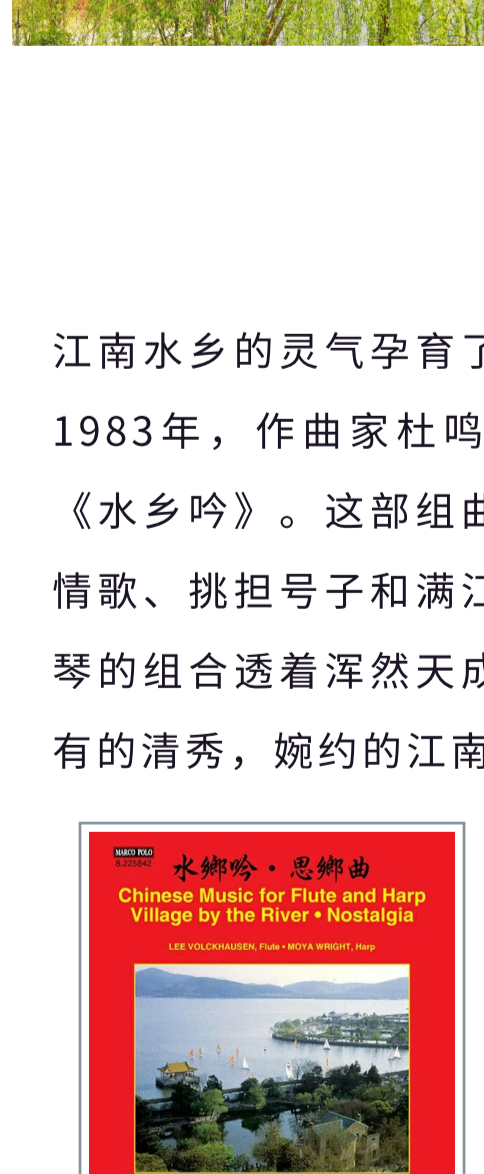 江南水乡的灵气孕育了
1983年，作曲家杜鸣
《水乡吟》。这部组曲
情歌、挑担号子和满江
琴的组合透着浑然天成
有的清秀，婉约的江南
MARCO POLO
8.225842
水鄉吟·思鄉曲
Chinese Music for Flute and Harp
Village by the River • Nostalgia
LEE VOLCKHAUSEN, Flute • MOYA WRIGHT, Harp